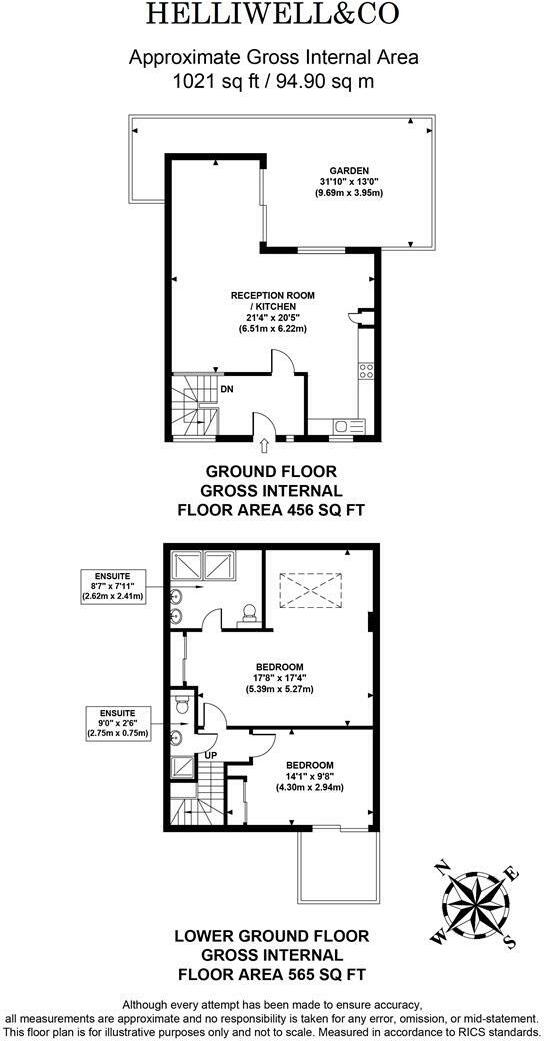 HELLIWELL&CO
Approximate Gross Internal Area
1021 sq ft / 94.90 sq m
GARDEN
31'10" x 13'0"
(9.69m x 3.95m)
RECEPTION ROOM
/ KITCHEN
21'4" x 20'5"
(6.51m x 6.22m)
DN
GROUND FLOOR
GROSS INTERNAL
FLOOR AREA 456 SQ FT
ENSUITE
8'7" x 7'11"
(2.62m x 2.41m)
BEDROOM
17'8" x 17'4"
(5.39m x 5.27m)
ENSUITE
9'0" x 2'6"
(2.75m x 0.75m)
UP
BEDROOM
14'1" x 9'8"
(4.30m x 2.94m)
N
E
W
S
LOWER GROUND FLOOR
GROSS INTERNAL
FLOOR AREA 565 SQ FT
Although every attempt has been made to ensure accuracy,
all measurements are approximate and no responsibility is taken for any error, omission, or mid-statement.
This floor plan is for illustrative purposes only and not to scale. Measured in accordance to RICS standards.